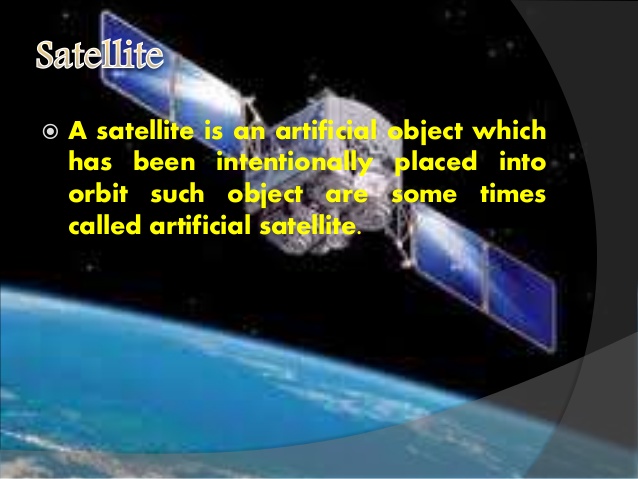 Satellite
A satellite is an artificial object which
has been intentionally placed into
orbit such object are some times
called artificial satellite.